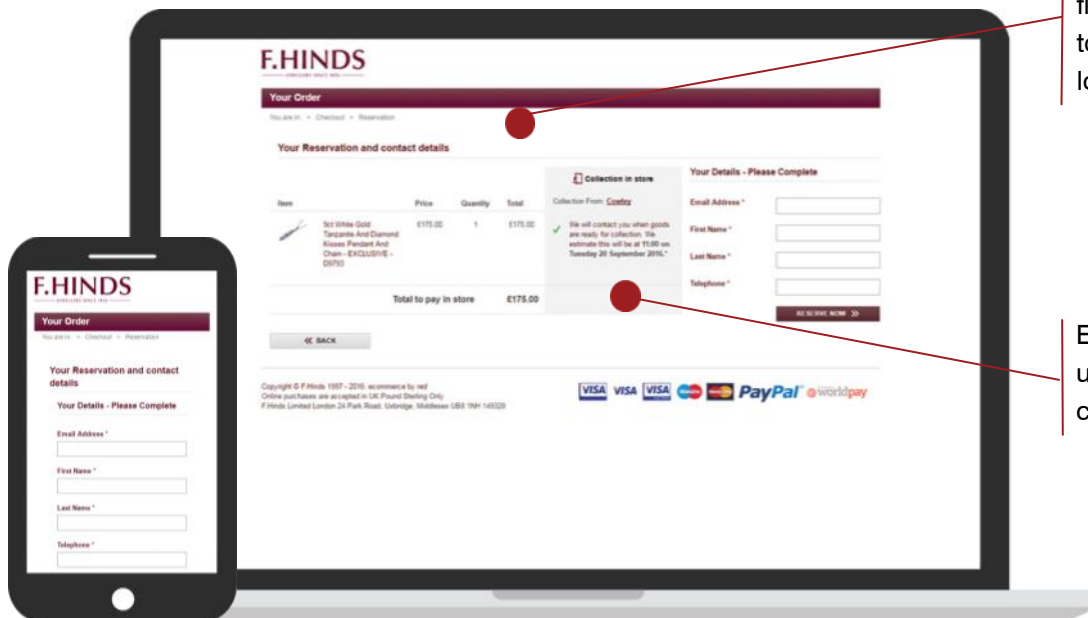 F.HINDS
JEWELLERS SINCE 1856
Your Order
You are in > Checkout > Reservation
Your Reservation and contact details
Item Price Quantity Total
9ct White Gold
Tanzanite And Diamond
Kisses Pendant And
Chain - EXCLUSIVE -
D9793
£175.00 1 £175.00
Total to pay in store £175.00
Collection in store
Collection From: Cowley
We will contact you when goods
are ready for collection. We
estimate this will be at 11:00 on
Tuesday 20 September 2016.*
Your Details - Please Complete
Email Address *
First Name *
Last Name *
Telephone *
RESERVE NOW »
« BACK
Copyright © F.Hinds 1997 - 2016. ecommerce by red
Online purchases are accepted in UK Pound Sterling Only
F.Hinds Limited London 24 Park Road, Uxbridge, Middlesex UB8 1NH
VISA VISA VISA PayPal worldpay
F.HINDS
JEWELLERS SINCE 1856
Your Order
You are in > Checkout > Reservation
Your Reservation and contact
details
Your Details - Please Complete
Email Address *
First Name *
Last Name *
Telephone *